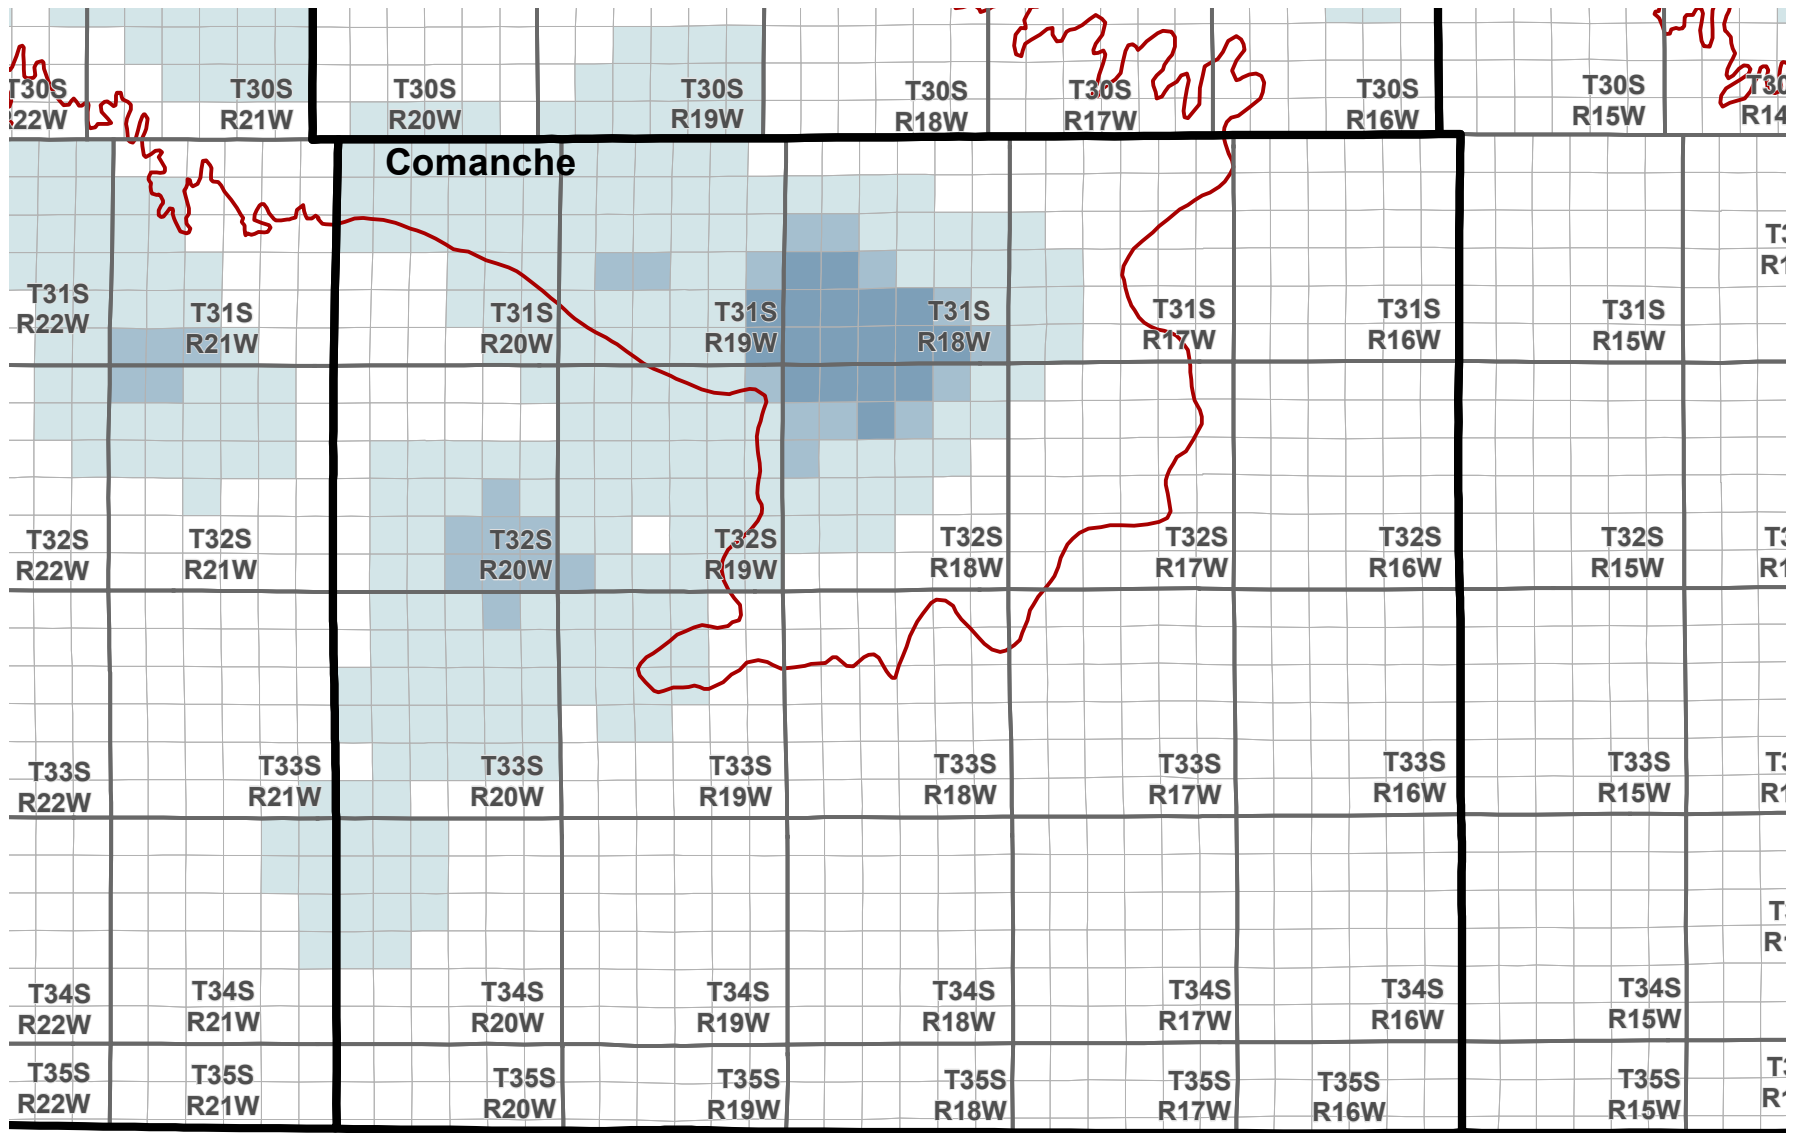 T30S T30S T30S T30S T30S T30S T30S T30S
R21W R20W R19W R18W R17W R16W R15W
Comanche
T31S T31S T31S T31S T31S T31S T31S T31S
R22W R21W R20W R19W R18W R17W R16W R15W
T32S T32S T32S T32S T32S T32S T32S T32S
R22W R21W R20W R19W R18W R17W R16W R15W
T33S T33S T33S T33S T33S T33S T33S T33S
R22W R21W R20W R19W R18W R17W R16W R15W
T34S T34S T34S T34S T34S T34S T34S T34S
R22W R21W R20W R19W R18W R17W R16W R15W
T35S T35S T35S T35S T35S T35S T35S T35S
R22W R21W R20W R19W R18W R17W R16W R15W